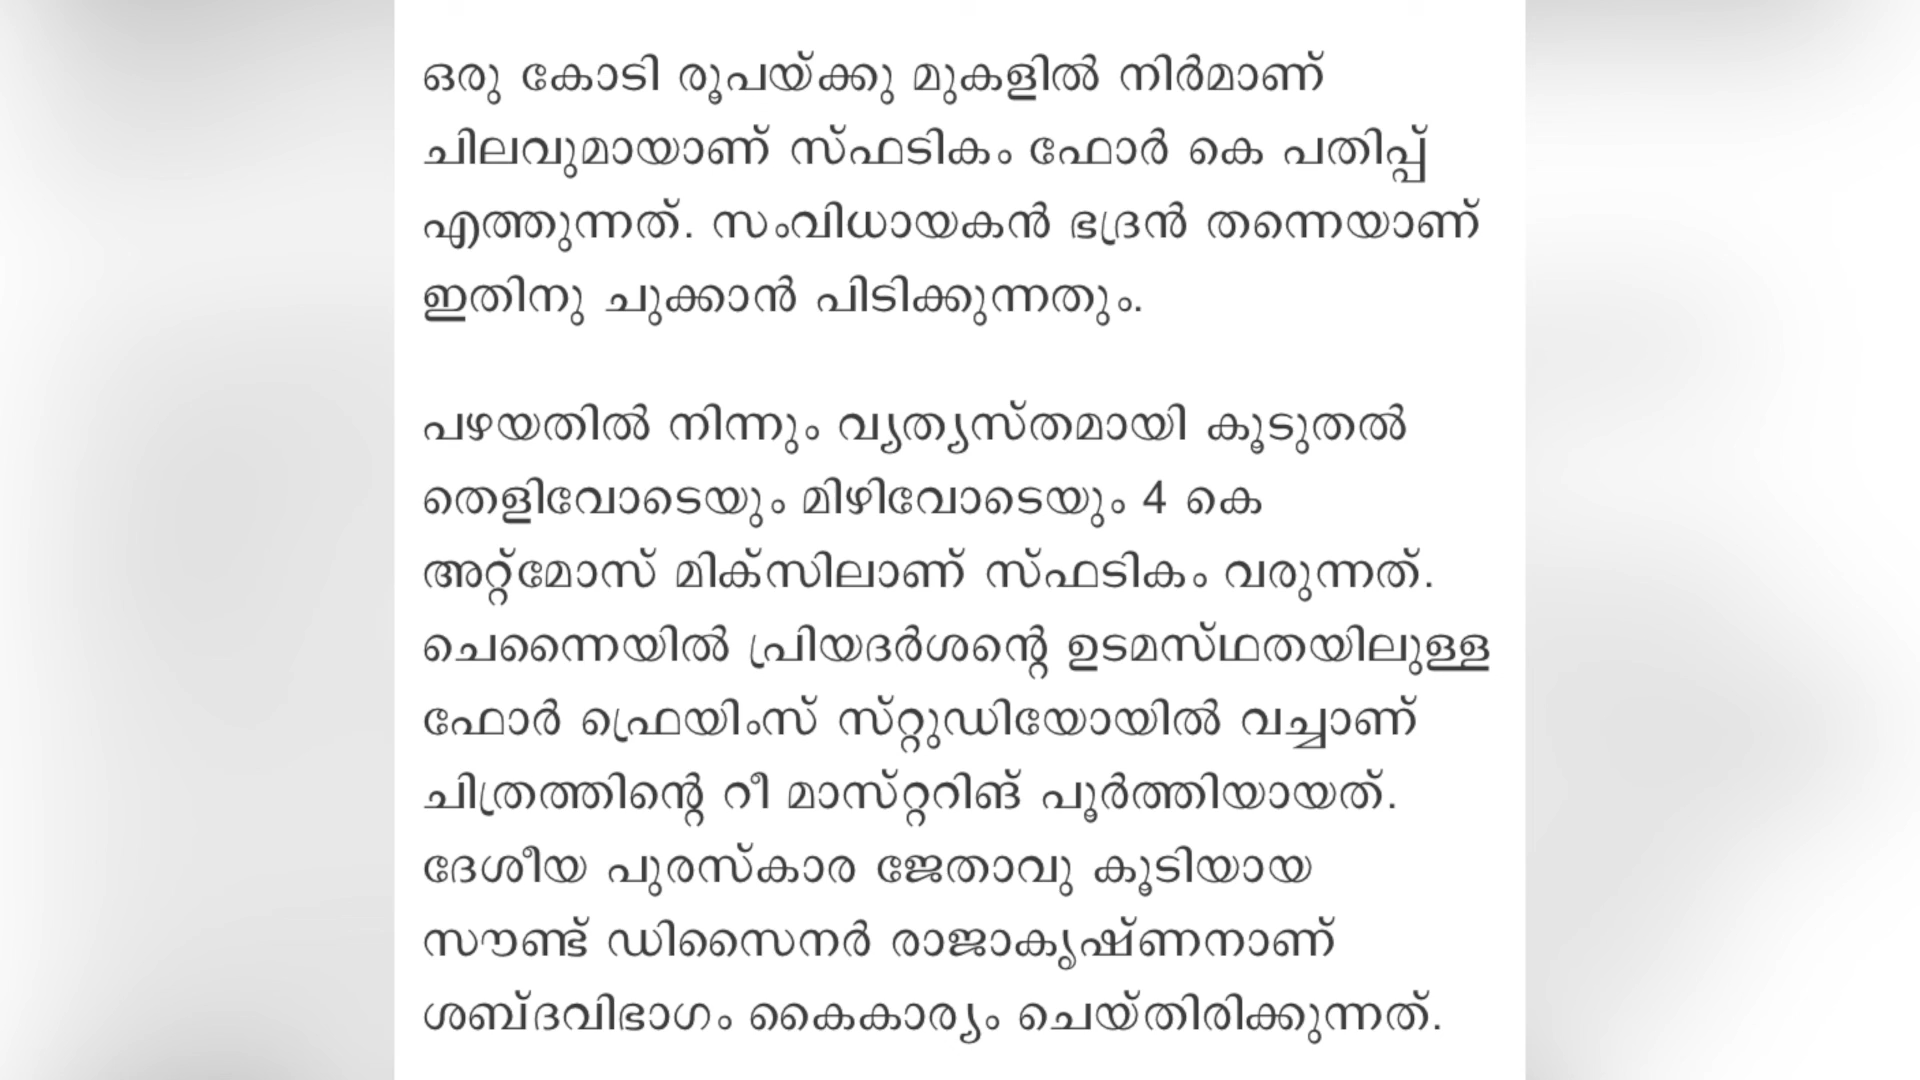 ഒരു കോടി രൂപയ്ക്കു മുകളിൽ നിർമാണ്
ചിലവുമായാണ് സ്ഫടികം ഫോർ കെ പതിപ്പ്
എത്തുന്നത്. സംവിധായകൻ ഭദ്രൻ തന്നെയാണ്
ഇതിനു ചുക്കാൻ പിടിക്കുന്നതും.
പഴയതിൽ നിന്നും വ്യത്യസ്തമായി കൂടുതൽ
തെളിവോടെയും മിഴിവോടെയും 4 കെ
അറ്റ്മോസ് മിക്സിലാണ് സ്ഫടികം വരുന്നത്.
ചെന്നൈയിൽ പ്രിയദർശന്റെ ഉടമസ്ഥതയിലുള്ള
ഫോർ ഫ്രെയിംസ് സ്റ്റുഡിയോയിൽ വച്ചാണ്
ചിത്രത്തിന്റെ റീ മാസ്റ്ററിങ് പൂർത്തിയായത്.
ദേശീയ പുരസ്കാര ജേതാവു കൂടിയായ
സൗണ്ട് ഡിസൈനർ രാജാകൃഷ്ണനാണ്
ശബ്ദവിഭാഗം കൈകാര്യം ചെയ്തിരിക്കുന്നത്.